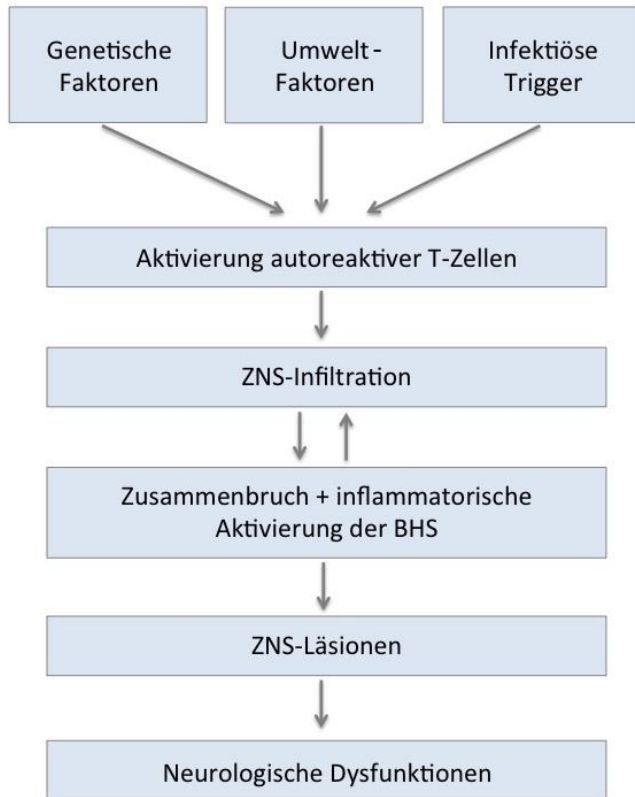 Genetische
Faktoren
Umwelt-
Faktoren
Infektiöse
Trigger
Aktivierung autoreaktiver T-Zellen
ZNS-Infiltration
Zusammenbruch + inflammatorische
Aktivierung der BHS
ZNS-Läsionen
Neurologische Dysfunktionen